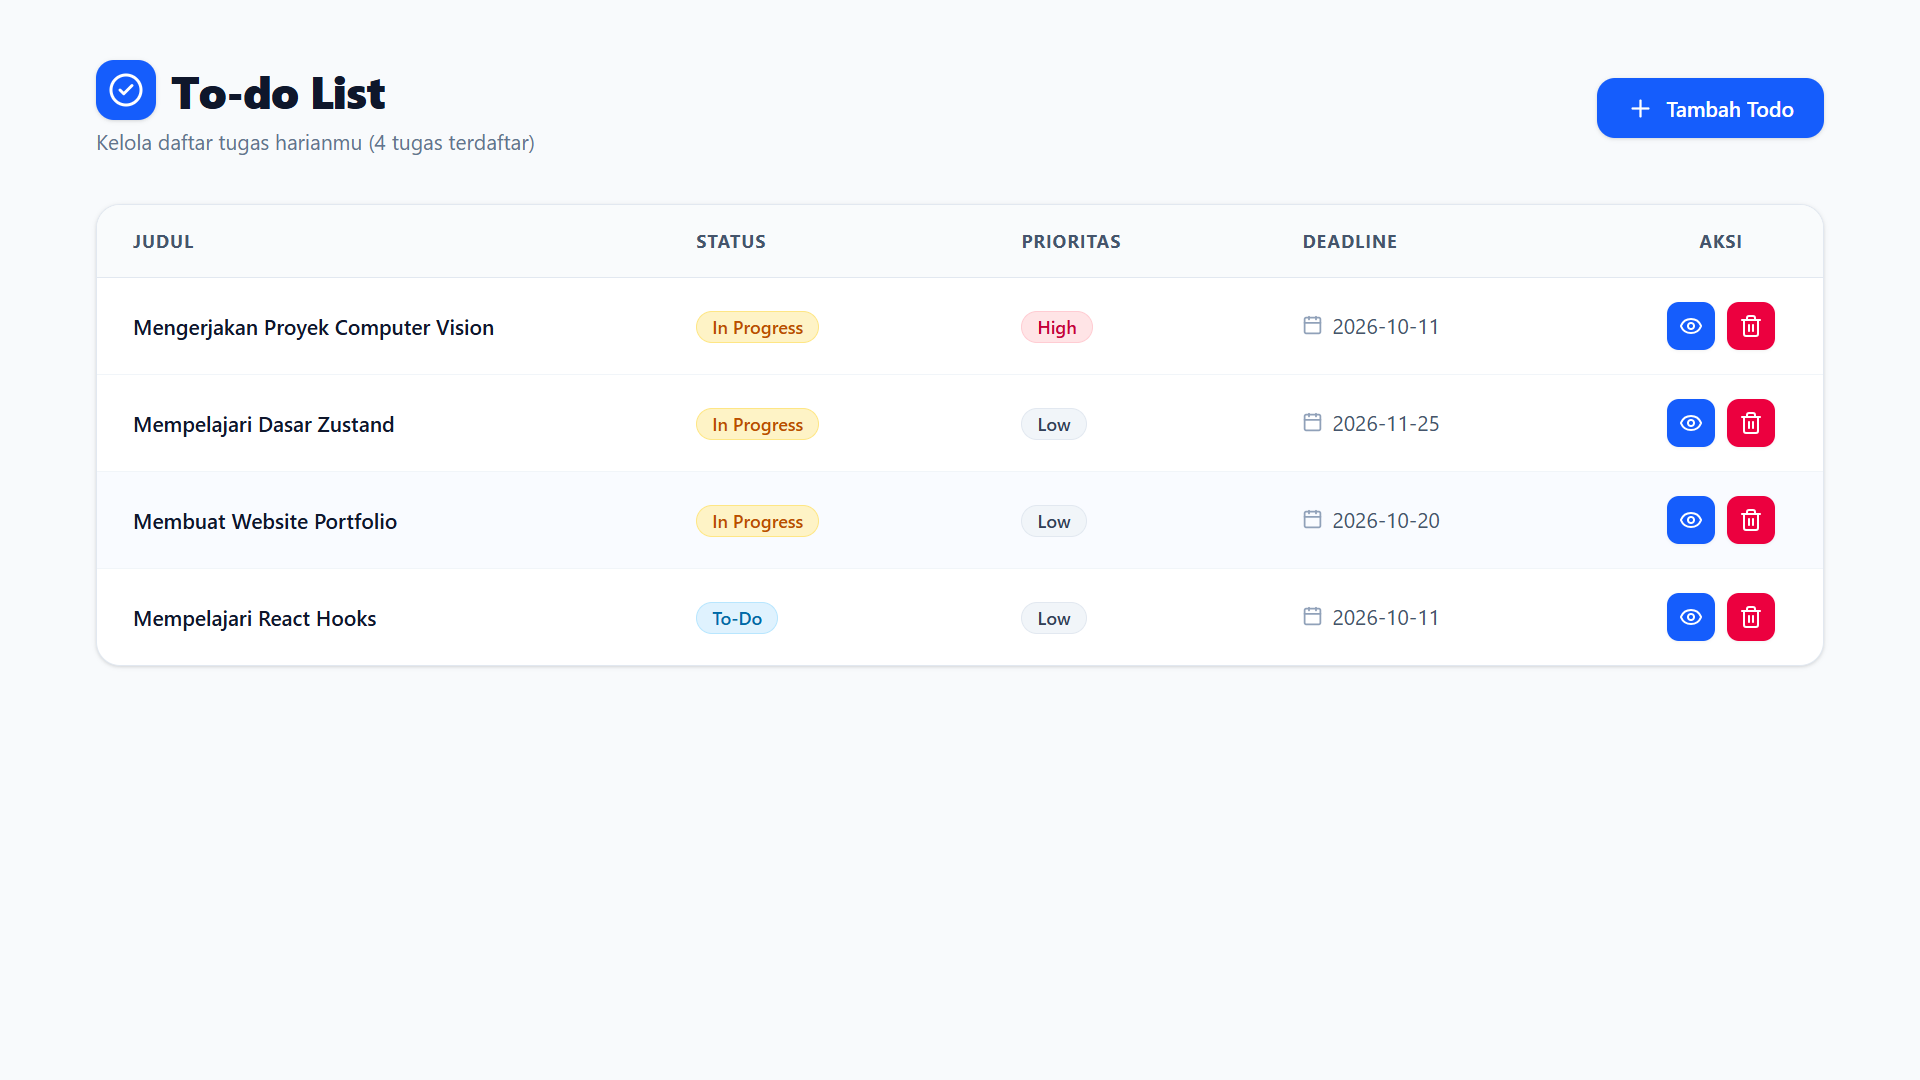 To-do List
Kelola daftar tugas harianmu (4 tugas terdaftar)
Tambah Todo
JUDUL STATUS PRIORITAS DEADLINE AKSI
Mengerjakan Proyek Computer Vision In Progress High 2026-10-11
Mempelajari Dasar Zustand In Progress Low 2026-11-25
Membuat Website Portfolio In Progress Low 2026-10-20
Mempelajari React Hooks To-Do Low 2026-10-11